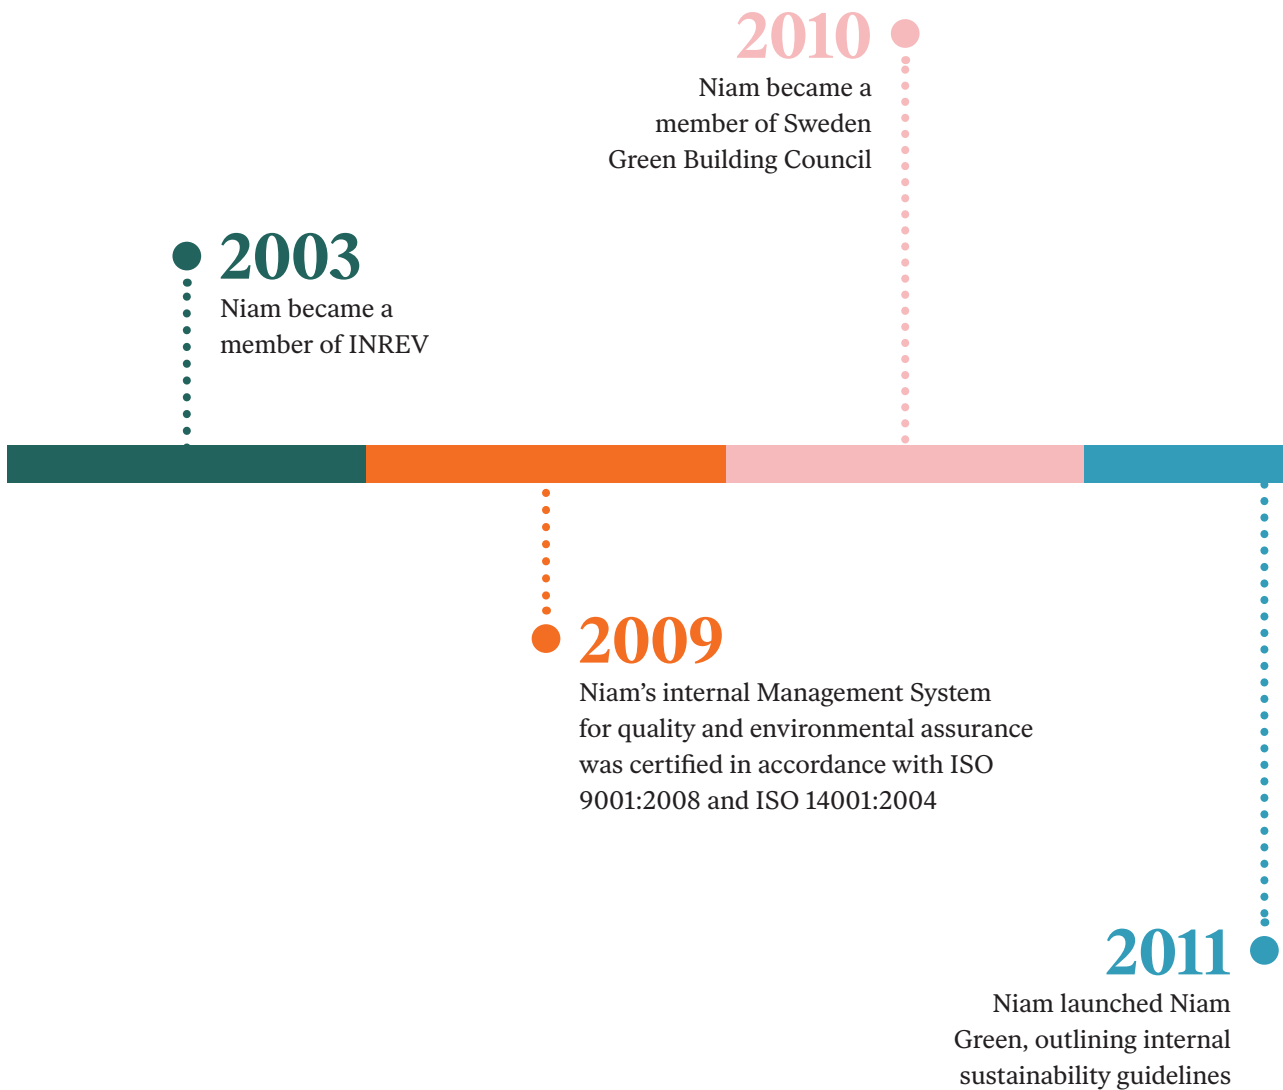 2010
Niam became a
member of Sweden
Green Building Council
2003
Niam became a
member of INREV
2009
Niam’s internal Management System
for quality and environmental assurance
was certified in accordance with ISO
9001:2008 and ISO 14001:2004
2011
Niam launched Niam
Green, outlining internal
sustainability guidelines